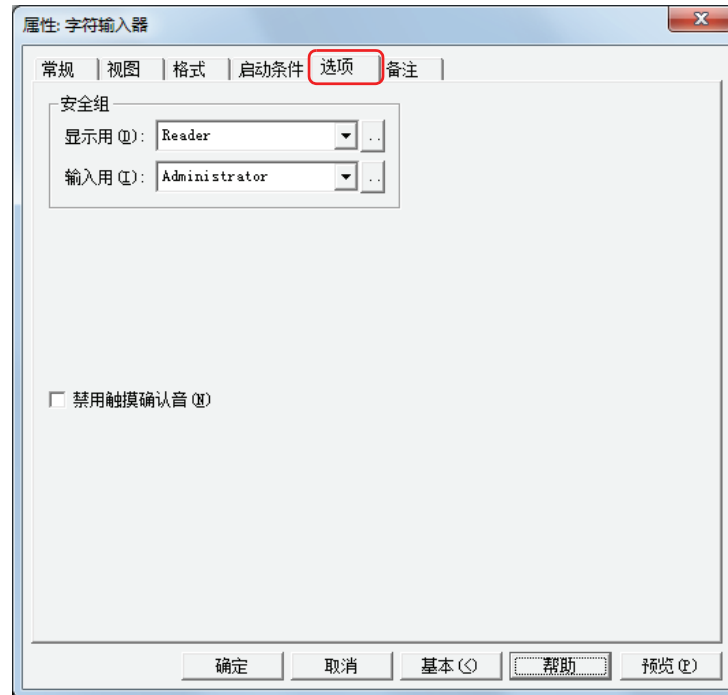 属性: 字符输入器
常规 视图 格式 启动条件 选项 备注
安全组
显示用(D): Reader ..
输入用(I): Administrator ..
禁用触摸确认音(N)
确定 取消 基本(<) 帮助 预览(P)